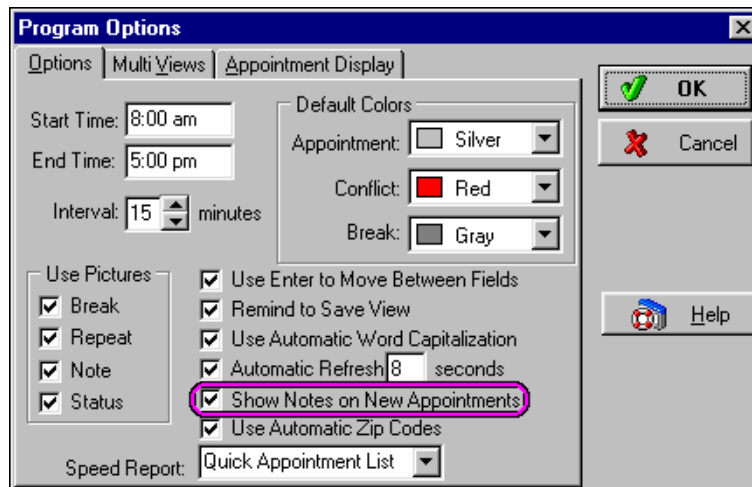 Program Options
Options Multi Views Appointment Display
Start Time: 8:00 am
End Time: 5:00 pm
Interval: 15 minutes
Default Colors
Appointment: Silver
Conflict: Red
Break: Gray
Use Pictures
Break
Repeat
Note
Status
Use Enter to Move Between Fields
Remind to Save View
Use Automatic Word Capitalization
Automatic Refresh 8 seconds
Show Notes on New Appointments
Use Automatic Zip Codes
Speed Report: Quick Appointment List
OK
Cancel
Help